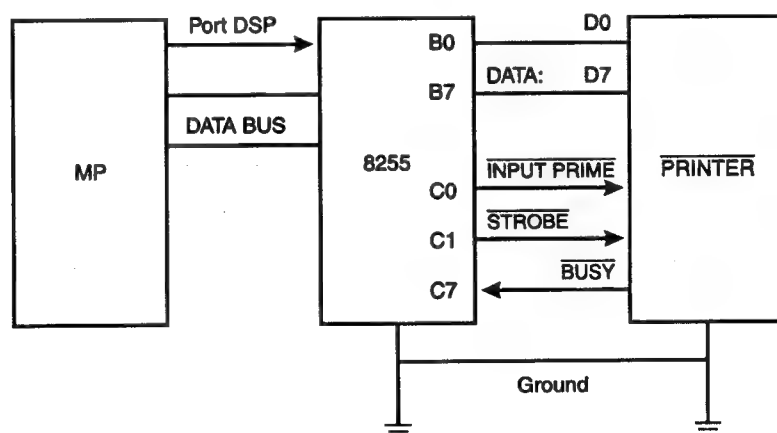 Port DSP
B0
D0
B7
DATA: D7
DATA BUS
MP
8255
INPUT PRIME
PRINTER
C0
STROBE
C1
BUSY
C7
Ground